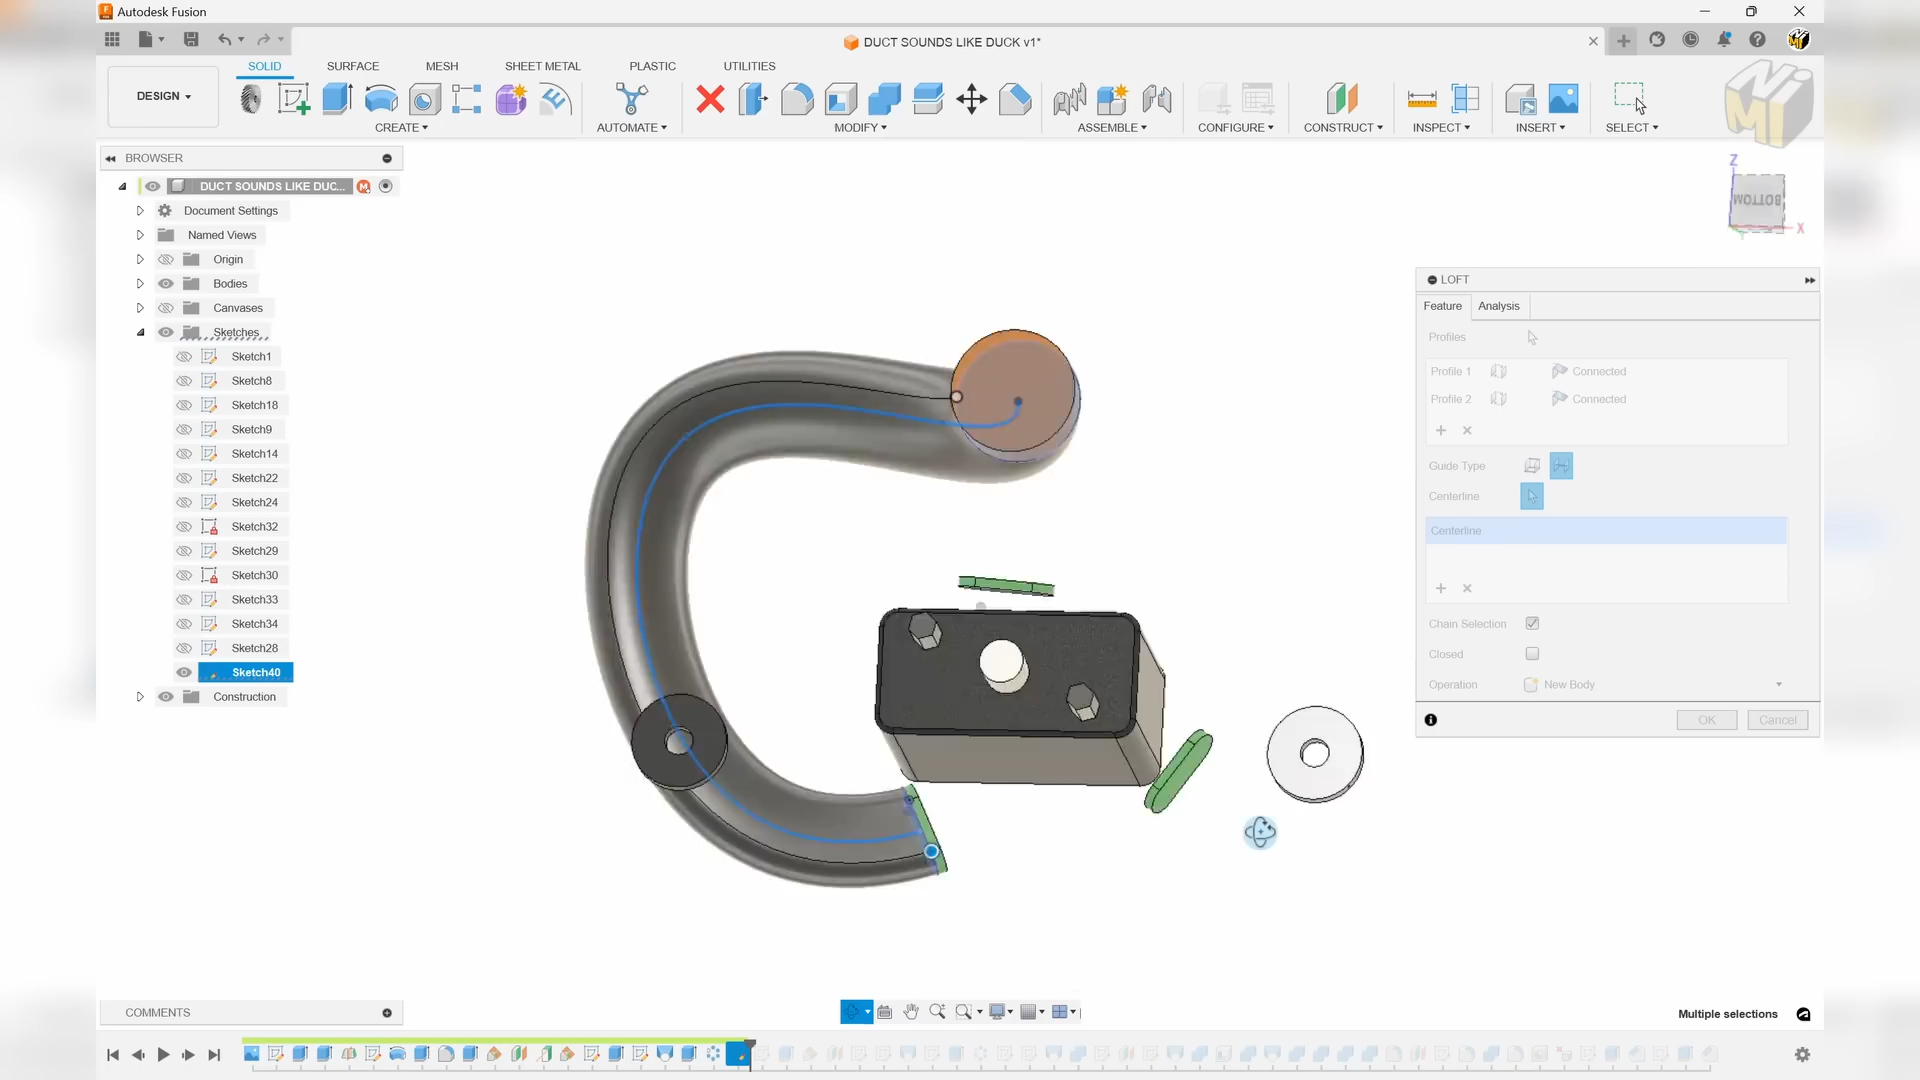 Autodesk Fusion
DUCT SOUNDS LIKE DUCK v1*
SOLID SURFACE MESH SHEET METAL PLASTIC UTILITIES
DESIGN
CREATE AUTOMATE MODIFY ASSEMBLE CONFIGURE CONSTRUCT INSPECT INSERT SELECT
BROWSER
DUCT SOUNDS LIKE DUC...
Document Settings
Named Views
Origin
Bodies
Canvases
Sketches
Sketch1
Sketch8
Sketch18
Sketch9
Sketch14
Sketch22
Sketch24
Sketch32
Sketch29
Sketch30
Sketch33
Sketch34
Sketch28
Sketch40
Construction
Z
BOTTOM
X
LOFT
Feature Analysis
Profiles
Profile 1 Connected
Profile 2 Connected
Guide Type
Centerline
Centerline
Chain Selection
Closed
Operation New Body
OK Cancel
COMMENTS
Multiple selections